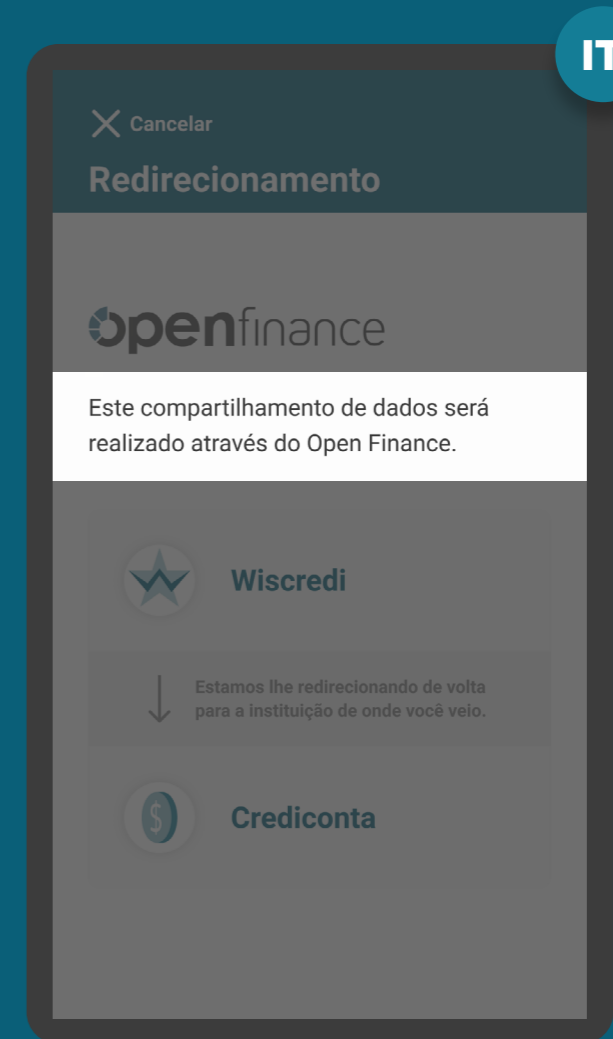 IT
Cancelar
Redirecionamento
openfinance
Este compartilhamento de dados será
realizado através do Open Finance.
Wiscredi
Estamos lhe redirecionando de volta
para a instituição de onde você veio.
$
Crediconta